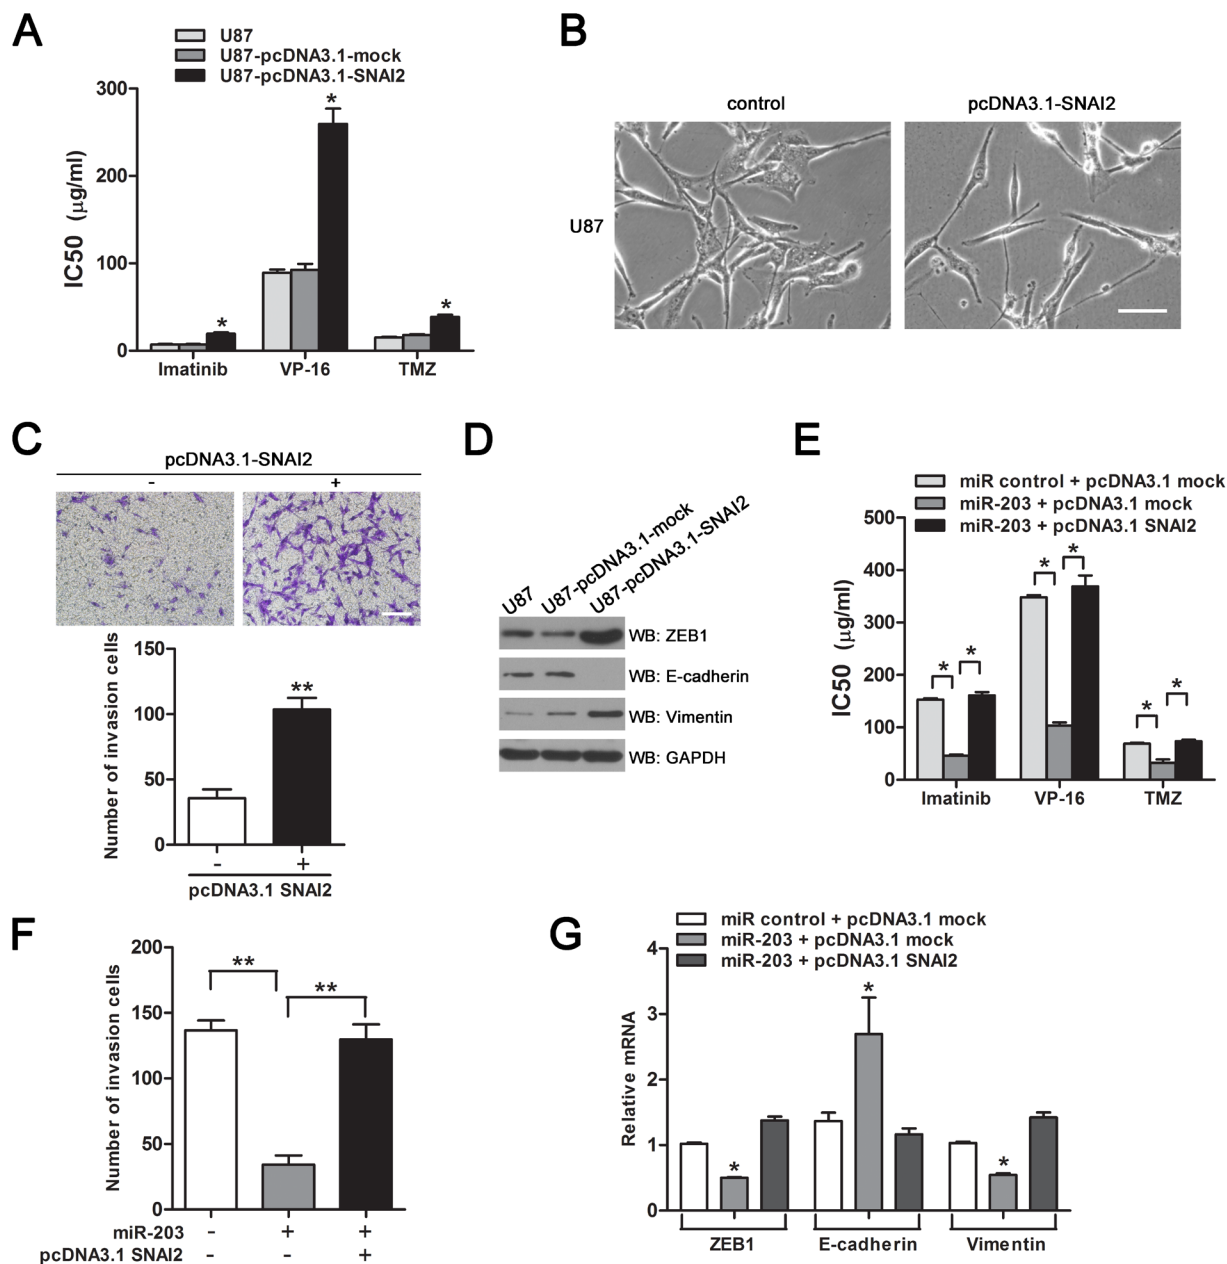 A
U87
U87-pcDNA3.1-mock
U87-pcDNA3.1-SNAI2
300
200
100
0
IC50 (μg/ml)
*
*
*
Imatinib
VP-16
TMZ
B
control
pcDNA3.1-SNAI2
U87
C
pcDNA3.1-SNAI2
- +
150
100
50
0
Number of invasion cells
**
- +
pcDNA3.1 SNAI2
D
U87
U87-pcDNA3.1-mock
U87-pcDNA3.1-SNAI2
WB: ZEB1
WB: E-cadherin
WB: Vimentin
WB: GAPDH
E
miR control + pcDNA3.1 mock
miR-203 + pcDNA3.1 mock
miR-203 + pcDNA3.1 SNAI2
500
400
300
200
100
0
IC50 (μg/ml)
* *
* *
* *
Imatinib
VP-16
TMZ
F
200
150
100
50
0
Number of invasion cells
**
**
miR-203 - + +
pcDNA3.1 SNAI2 - - +
G
miR control + pcDNA3.1 mock
miR-203 + pcDNA3.1 mock
miR-203 + pcDNA3.1 SNAI2
4
3
2
1
0
Relative mRNA
*
*
*
ZEB1
E-cadherin
Vimentin